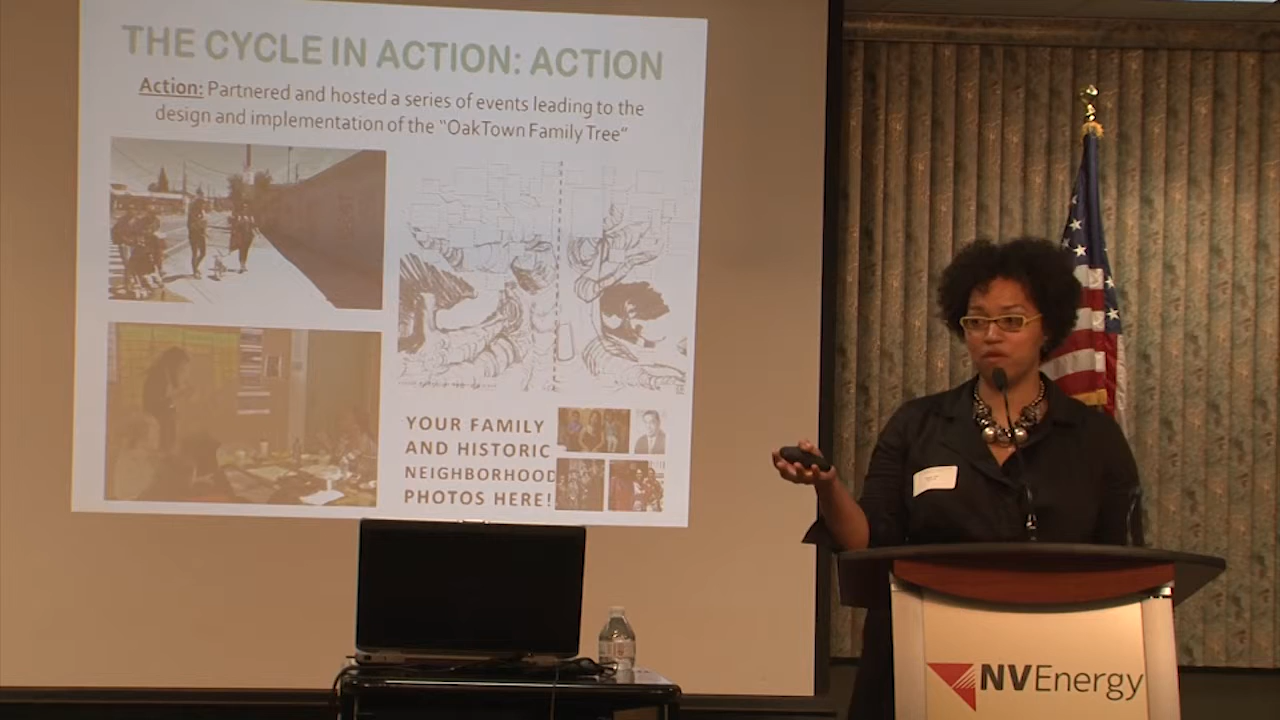 THE CYCLE IN ACTION: ACTION
Action: Partnered and hosted a series of events leading to the
design and implementation of the "OakTown Family Tree"
YOUR FAMILY
AND HISTORIC
NEIGHBORHOOD
PHOTOS HERE!
NVEnergy